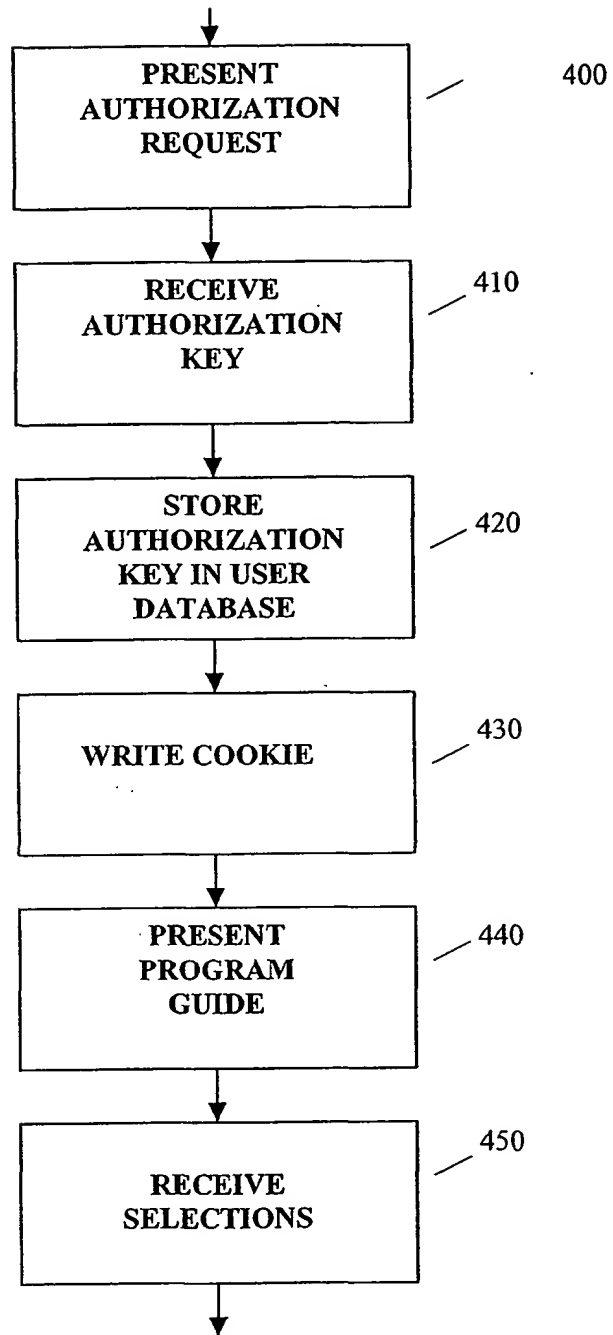 PRESENT
AUTHORIZATION
REQUEST
400
RECEIVE
AUTHORIZATION
KEY
410
STORE
AUTHORIZATION
KEY IN USER
DATABASE
420
WRITE COOKIE
430
PRESENT
PROGRAM
GUIDE
440
RECEIVE
SELECTIONS
450